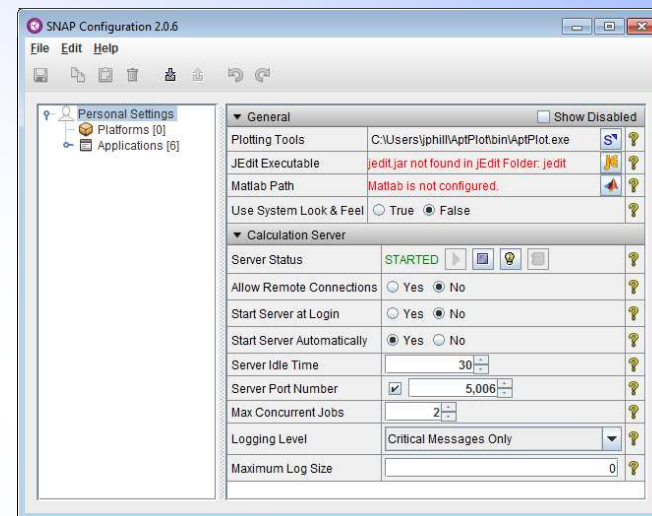 SNAP Configuration 2.0.6
File Edit Help
Personal Settings
Platforms [0]
Applications [6]
General Show Disabled
Plotting Tools C:\Users\jphill\AptPlot\bin\AptPlot.exe
JEdit Executable jedit.jar not found in jEdit Folder: jedit
Matlab Path Matlab is not configured.
Use System Look & Feel True False
Calculation Server
Server Status STARTED
Allow Remote Connections Yes No
Start Server at Login Yes No
Start Server Automatically Yes No
Server Idle Time 30
Server Port Number 5,006
Max Concurrent Jobs 2
Logging Level Critical Messages Only
Maximum Log Size 0